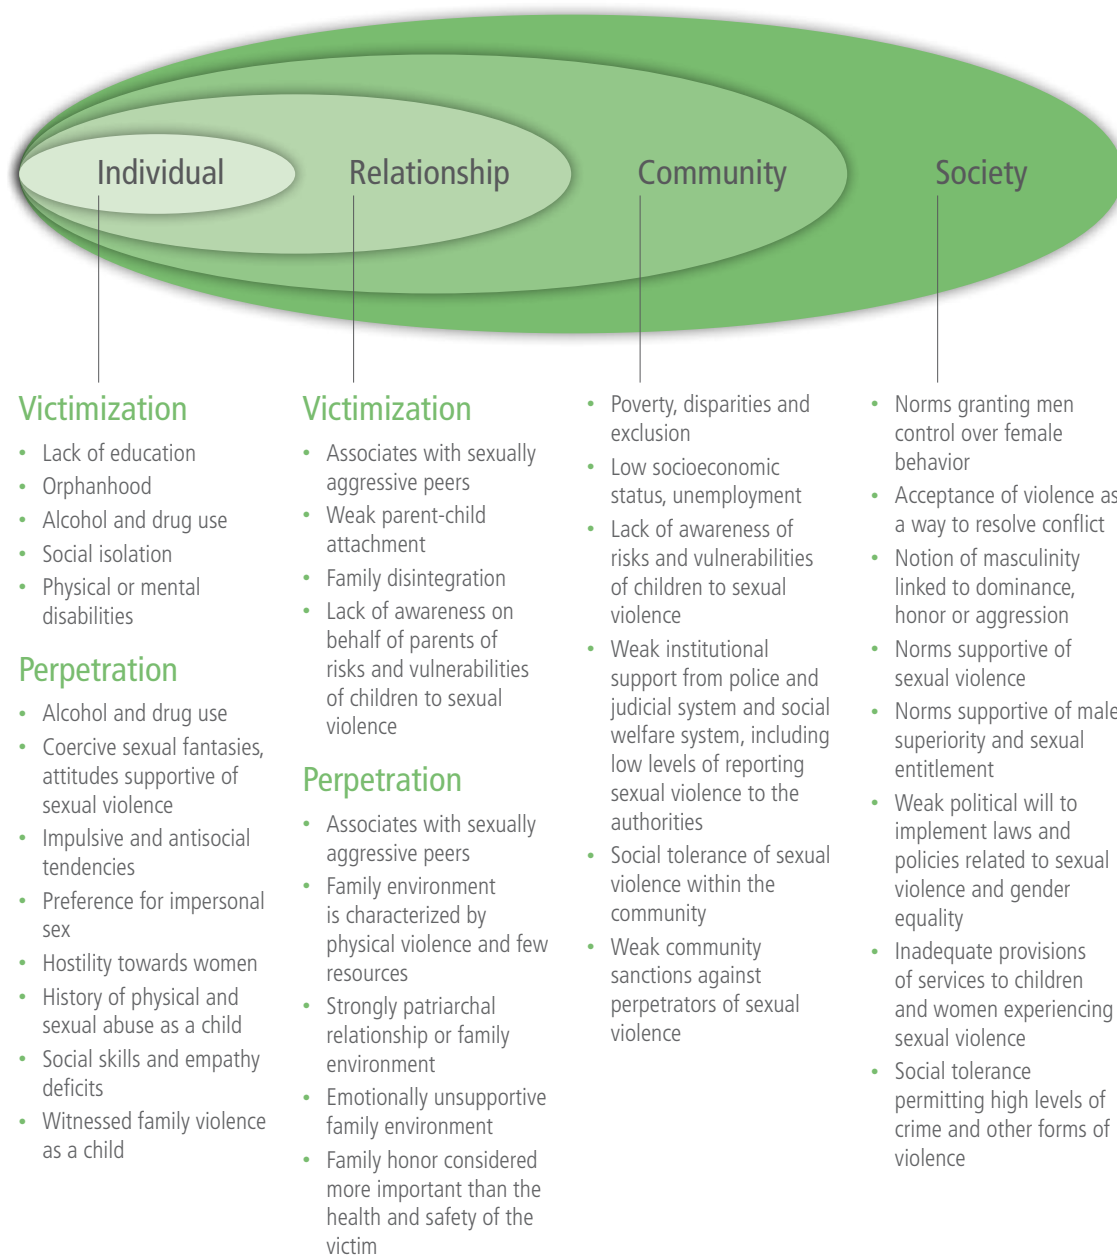 Individual
Relationship
Community
Society
Victimization
• Lack of education
• Orphanhood
• Alcohol and drug use
• Social isolation
• Physical or mental
disabilities
Perpetration
• Alcohol and drug use
• Coercive sexual fantasies,
attitudes supportive of
sexual violence
• Impulsive and antisocial
tendencies
• Preference for impersonal
sex
• Hostility towards women
• History of physical and
sexual abuse as a child
• Social skills and empathy
deficits
• Witnessed family violence
as a child
Victimization
• Associates with sexually
aggressive peers
• Weak parent-child
attachment
• Family disintegration
• Lack of awareness on
behalf of parents of
risks and vulnerabilities
of children to sexual
violence
Perpetration
• Associates with sexually
aggressive peers
• Family environment
is characterized by
physical violence and few
resources
• Strongly patriarchal
relationship or family
environment
• Emotionally unsupportive
family environment
• Family honor considered
more important than the
health and safety of the
victim
• Poverty, disparities and
exclusion
• Low socioeconomic
status, unemployment
• Lack of awareness of
risks and vulnerabilities
of children to sexual
violence
• Weak institutional
support from police and
judicial system and social
welfare system, including
low levels of reporting
sexual violence to the
authorities
• Social tolerance of sexual
violence within the
community
• Weak community
sanctions against
perpetrators of sexual
violence
• Norms granting men
control over female
behavior
• Acceptance of violence as
a way to resolve conflict
• Notion of masculinity
linked to dominance,
honor or aggression
• Norms supportive of
sexual violence
• Norms supportive of male
superiority and sexual
entitlement
• Weak political will to
implement laws and
policies related to sexual
violence and gender
equality
• Inadequate provisions
of services to children
and women experiencing
sexual violence
• Social tolerance
permitting high levels of
crime and other forms of
violence